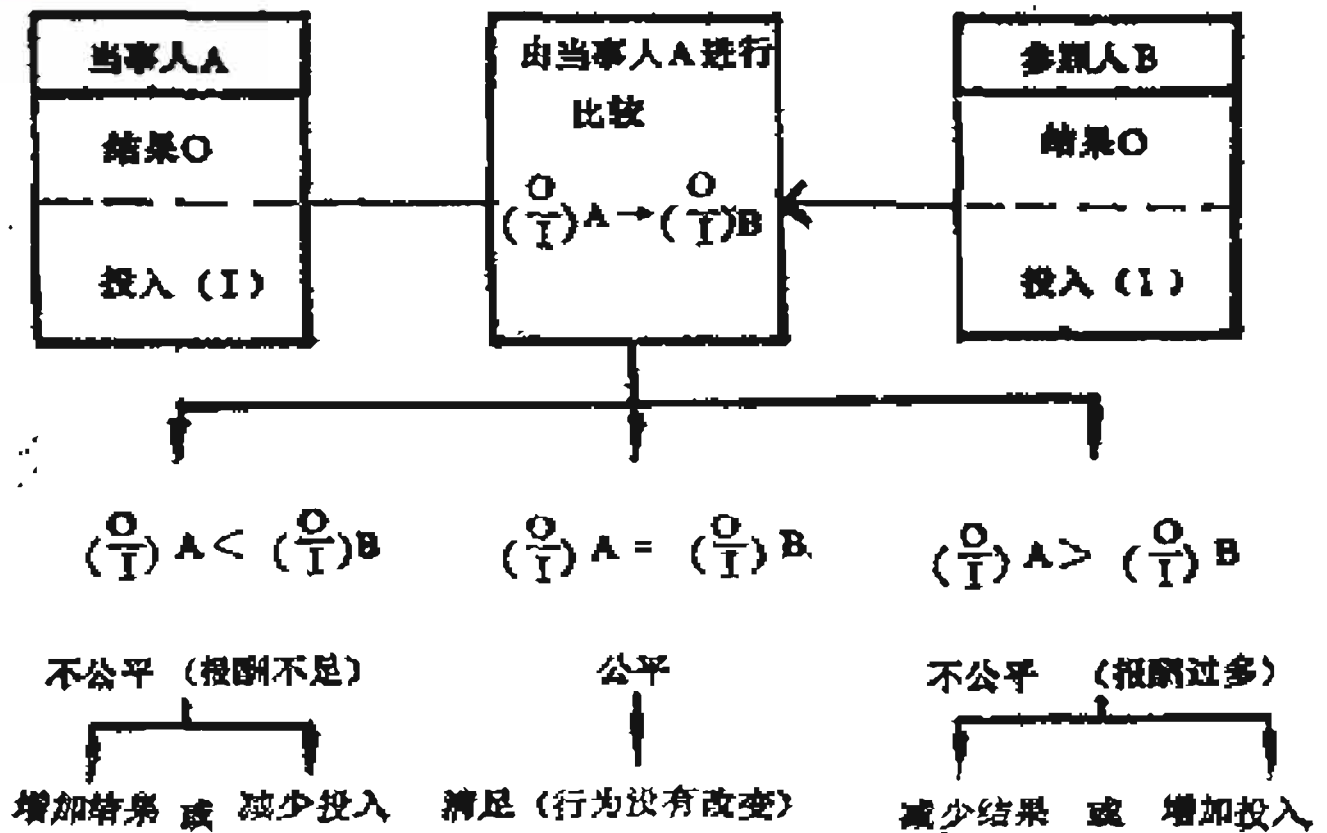 当事人A
结果O
投入（I）
由当事人A进行
比较
(O/I)A→(O/I)B
参照人B
结果O
投入（I）
(O/I)A<(O/I)B
(O/I)A=(O/I)B
(O/I)A>(O/I)B
不公平（报酬不足）
公平
不公平（报酬过多）
增加结果 或 减少投入
满足（行为没有改变）
减少结果 或 增加投入